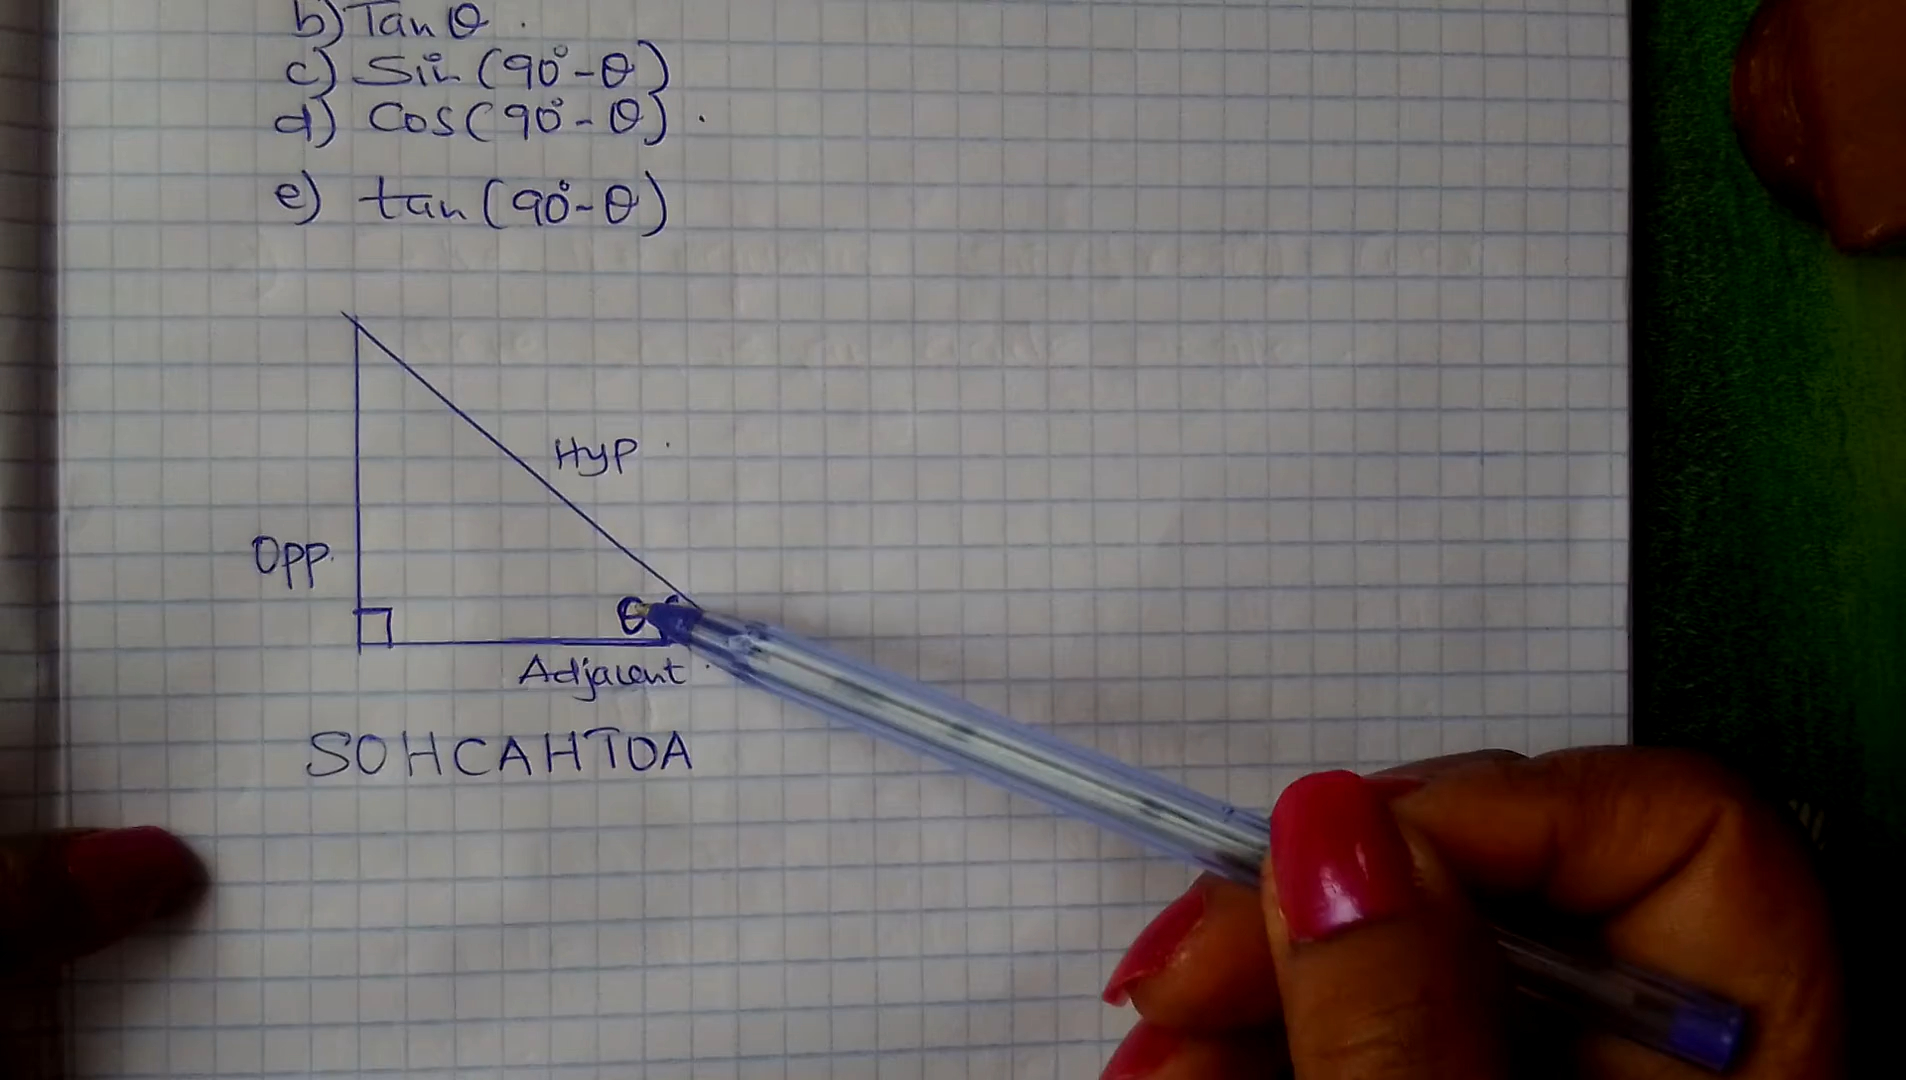 b) Tan θ.
c) Sin (90° - θ)
d) Cos (90° - θ).
e) tan (90° - θ)
Hyp
Opp.
θ
Adjacent
SOHCAHTOA